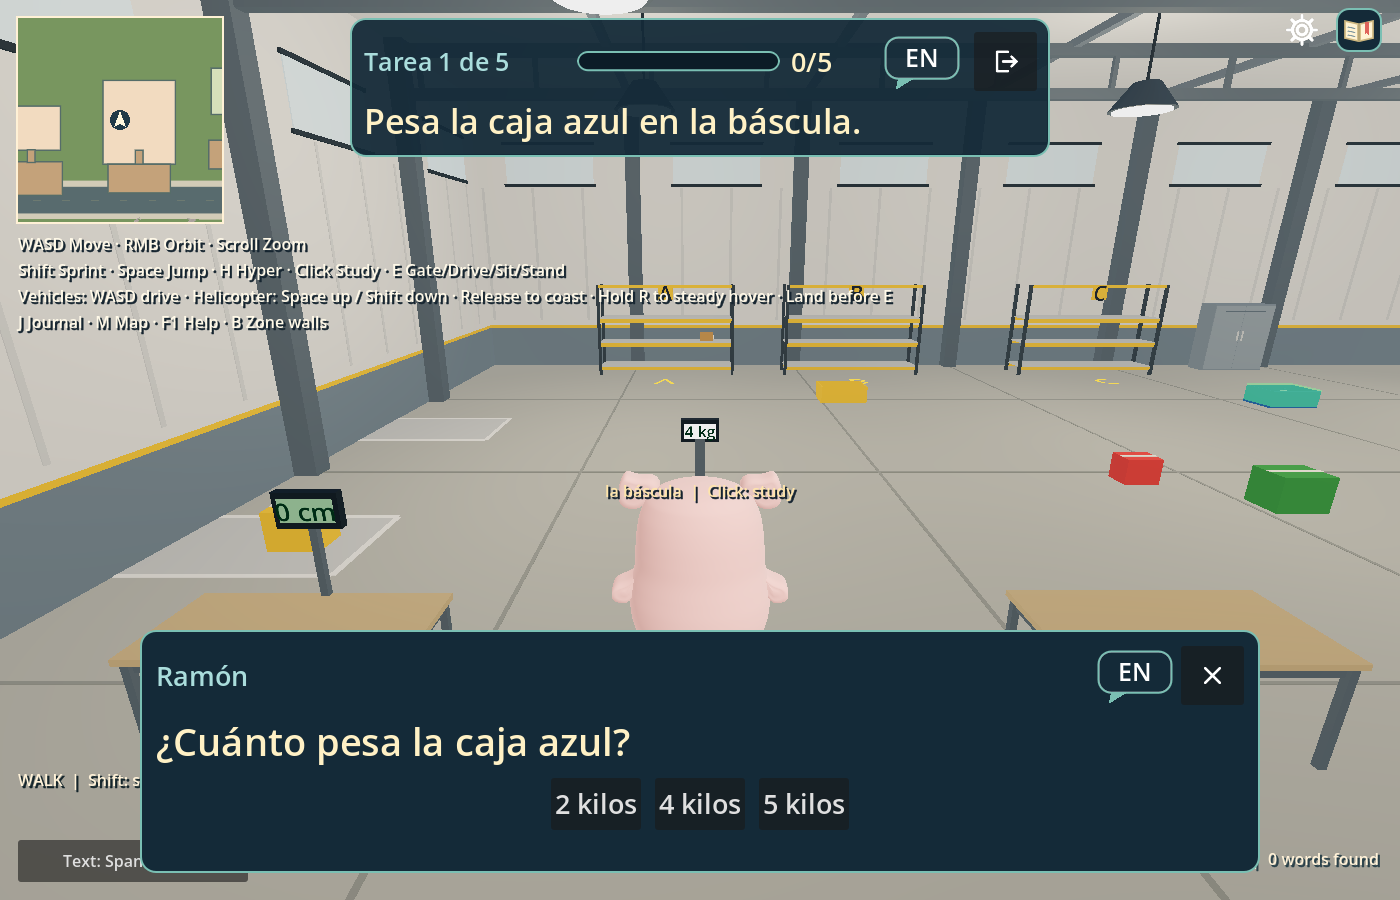 Tarea 1 de 5
0/5
EN
Pesa la caja azul en la báscula.
WASD Move · RMB Orbit · Scroll Zoom
Shift Sprint · Space Jump · H Hyper · Click Study · E Gate/Drive/Sit/Stand
Vehicles: WASD drive · Helicopter: Space up / Shift down · Release to coast · Hold R to steady hover · Land before E
J Journal · M Map · F1 Help · B Zone walls
A
B
C
4 kg
la báscula | Click: study
0 cm
Ramón
EN
¿Cuánto pesa la caja azul?
2 kilos
4 kilos
5 kilos
WALK | Shift: s
Text: Span
0 words found